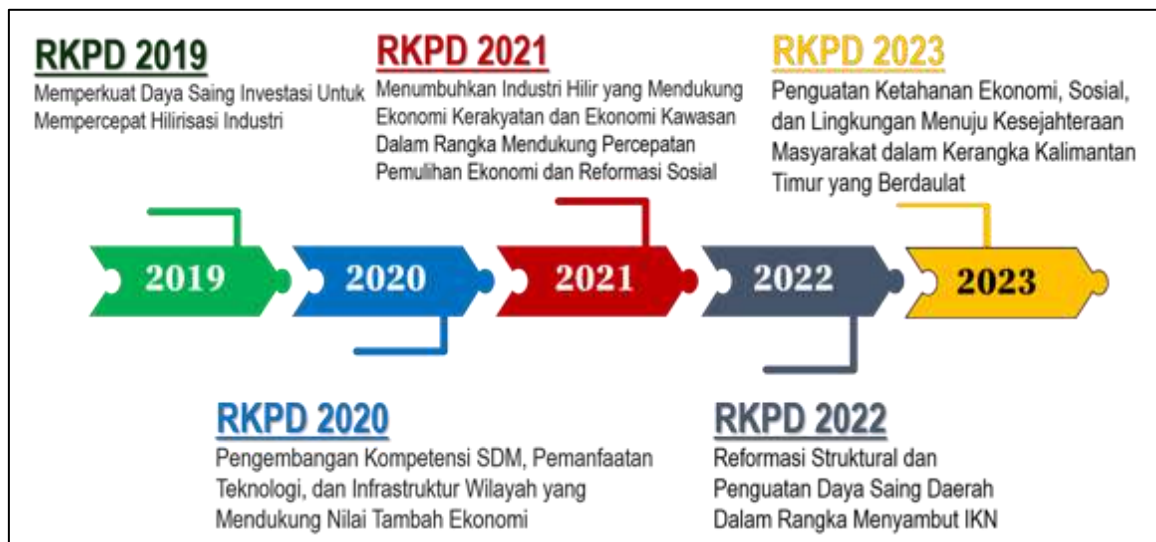 RKPD 2019
Memperkuat Daya Saing Investasi Untuk
Mempercepat Hilirisasi Industri
RKPD 2021
Menumbuhkan Industri Hilir yang Mendukung
Ekonomi Kerakyatan dan Ekonomi Kawasan
Dalam Rangka Mendukung Percepatan
Pemulihan Ekonomi dan Reformasi Sosial
RKPD 2023
Penguatan Ketahanan Ekonomi, Sosial,
dan Lingkungan Menuju Kesejahteraan
Masyarakat dalam Kerangka Kalimantan
Timur yang Berdaulat
2019
2020
2021
2022
2023
RKPD 2020
Pengembangan Kompetensi SDM, Pemanfaatan
Teknologi, dan Infrastruktur Wilayah yang
Mendukung Nilai Tambah Ekonomi
RKPD 2022
Reformasi Struktural dan
Penguatan Daya Saing Daerah
Dalam Rangka Menyambut IKN